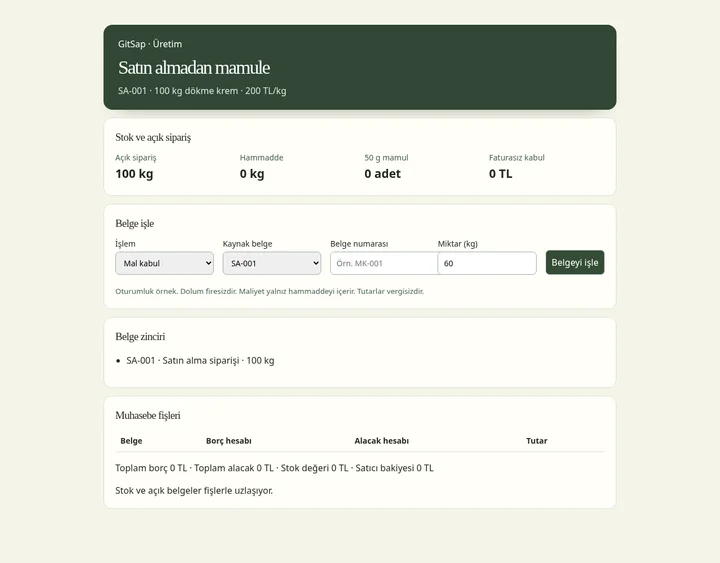 GitSap · Üretim
Satın almadan mamule
SA-001 · 100 kg dökme krem · 200 TL/kg
Stok ve açık sipariş
Açık sipariş Hammadde 50 g mamul Faturasız kabul
100 kg 0 kg 0 adet 0 TL
Belge işle
İşlem Kaynak belge Belge numarası Miktar (kg)
Mal kabul SA-001 Örn. MK-001 60 Belgeyi işle
Oturumluk örnek. Dolum firesizdir. Maliyet yalnız hammaddeyi içerir. Tutarlar vergisizdir.
Belge zinciri
• SA-001 · Satın alma siparişi · 100 kg
Muhasebe fişleri
Belge Borç hesabı Alacak hesabı Tutar
Toplam borç 0 TL · Toplam alacak 0 TL · Stok değeri 0 TL · Satıcı bakiyesi 0 TL
Stok ve açık belgeler fişlerle uzlaşıyor.